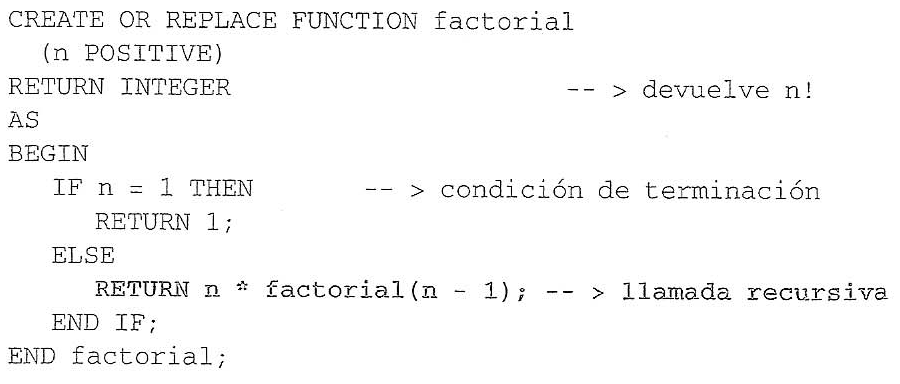 CREATE OR REPLACE FUNCTION factorial
(n POSITIVE)
RETURN INTEGER -- > devuelve n!
AS
BEGIN
IF n = 1 THEN -- > condición de terminación
RETURN 1;
ELSE
RETURN n * factorial(n - 1); -- > llamada recursiva
END IF;
END factorial;